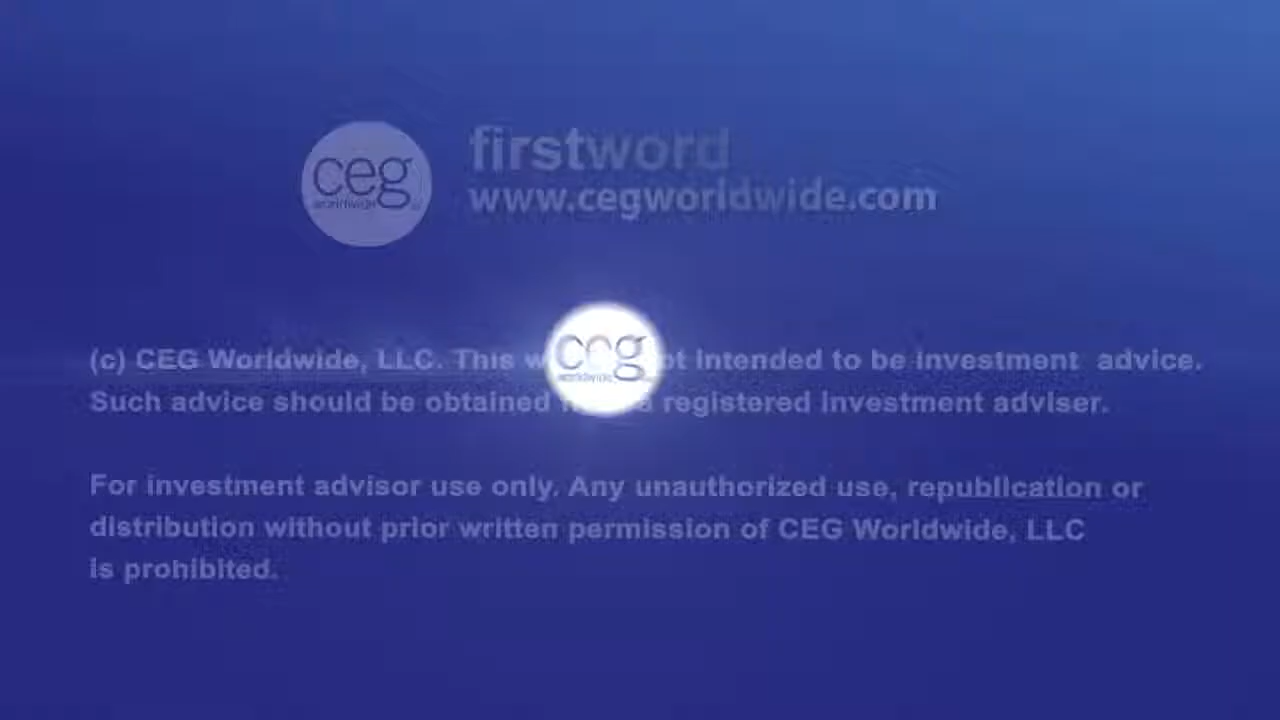 ceg
worldwide
firstword
www.cegworldwide.com
ceg
worldwide
(c) CEG Worldwide, LLC. This intended to be investment advice.
Such advice should be obtained registered investment adviser.
For investment advisor use only. Any unauthorized use, republication or
distribution without prior written permission of CEG Worldwide, LLC
is prohibited.